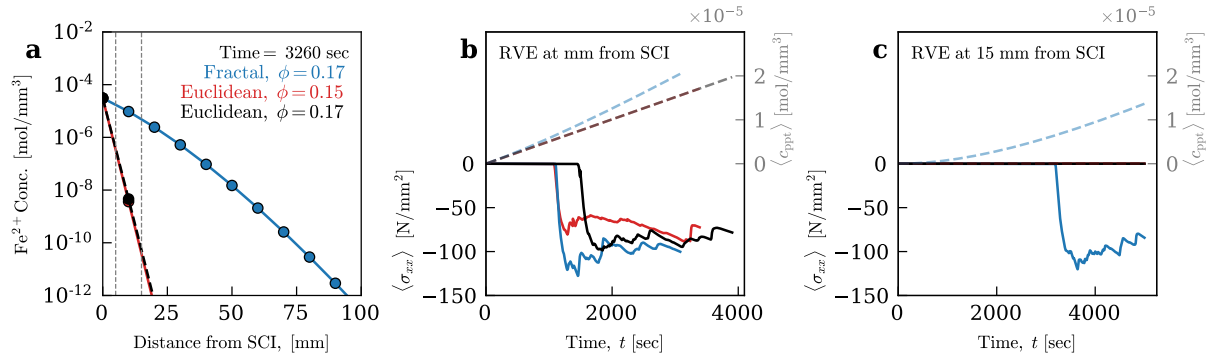 a
Time = 3260 sec
Fractal, ϕ = 0.17
Euclidean, ϕ = 0.15
Euclidean, ϕ = 0.17
Fe²⁺ Conc. [mol/mm³]
10⁻²
10⁻⁴
10⁻⁶
10⁻⁸
10⁻¹⁰
10⁻¹²
0 25 50 75 100
Distance from SCI, [mm]
b
RVE at mm from SCI
×10⁻⁵
2
1
0
⟨c_ppt⟩ [mol/mm³]
0
−50
−100
−150
⟨σ_xx⟩ [N/mm²]
0 2000 4000
Time, t [sec]
c
RVE at 15 mm from SCI
×10⁻⁵
2
1
0
⟨c_ppt⟩ [mol/mm³]
0
−50
−100
−150
⟨σ_xx⟩ [N/mm²]
0 2000 4000
Time, t [sec]